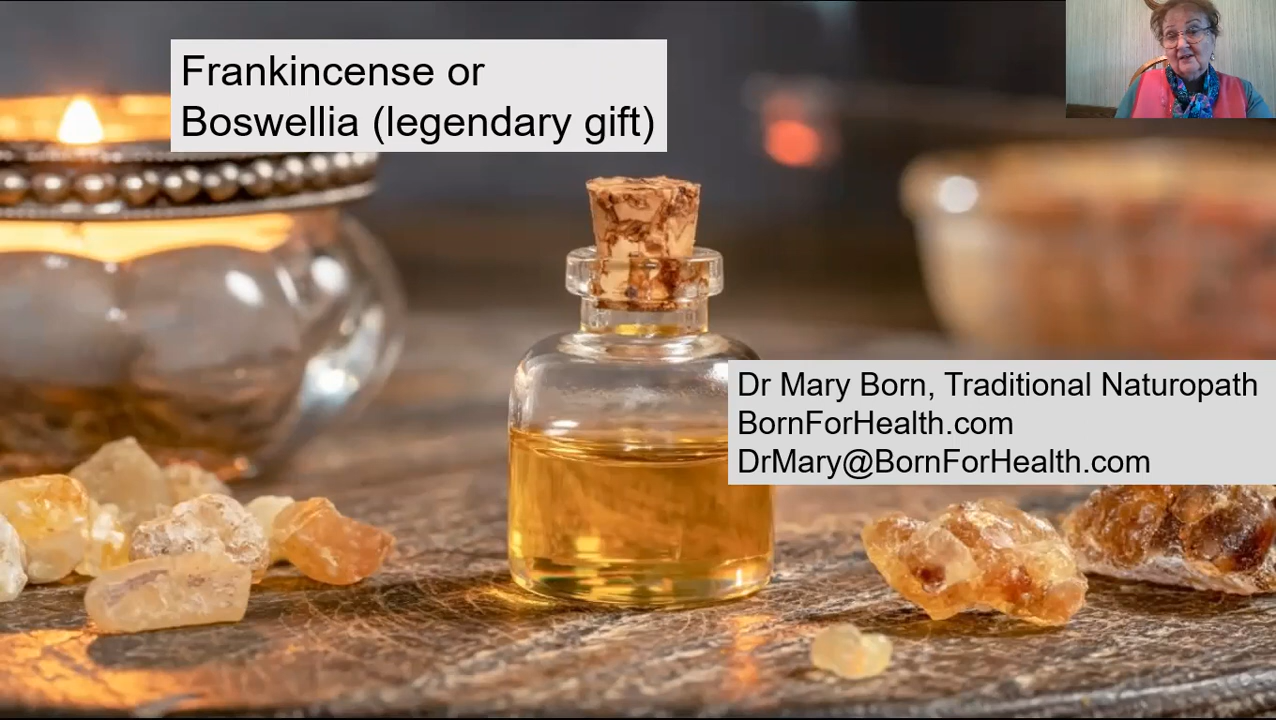 Frankincense or
Boswellia (legendary gift)
Dr Mary Born, Traditional Naturopath
BornForHealth.com
DrMary@BornForHealth.com